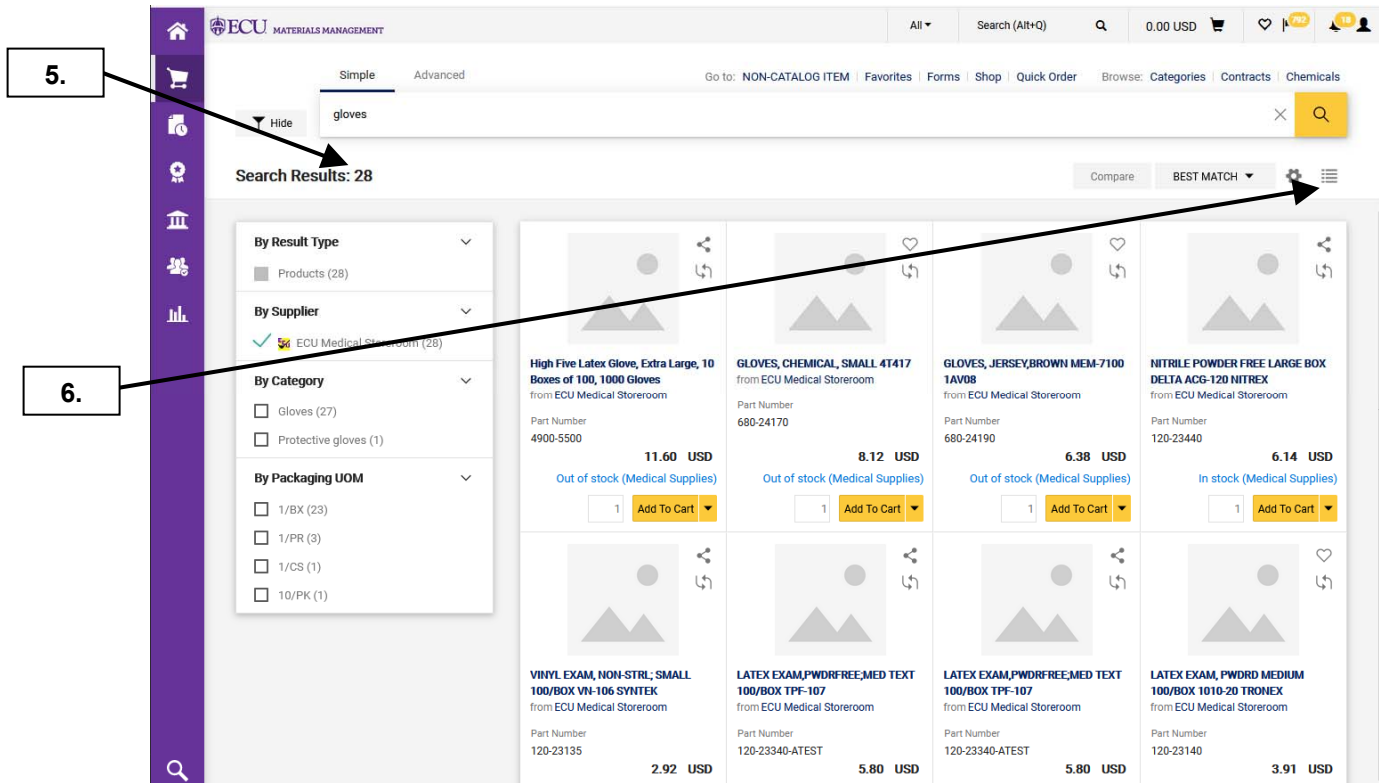 ECU MATERIALS MANAGEMENT
All
Search (Alt+Q)
0.00 USD
792
18
5.
Simple Advanced
Go to: NON-CATALOG ITEM | Favorites | Forms | Shop | Quick Order Browse: Categories | Contracts | Chemicals
Hide
gloves
Search Results: 28
Compare
BEST MATCH
6.
By Result Type
Products (28)
By Supplier
ECU Medical Storeroom (28)
By Category
Gloves (27)
Protective gloves (1)
By Packaging UOM
1/BX (23)
1/PR (3)
1/CS (1)
10/PK (1)
High Five Latex Glove, Extra Large, 10
Boxes of 100, 1000 Gloves
from ECU Medical Storeroom
Part Number
4900-5500
11.60 USD
Out of stock (Medical Supplies)
1 Add To Cart
GLOVES, CHEMICAL, SMALL 4T417
from ECU Medical Storeroom
Part Number
680-24170
8.12 USD
Out of stock (Medical Supplies)
1 Add To Cart
GLOVES, JERSEY,BROWN MEM-7100
1AV08
from ECU Medical Storeroom
Part Number
680-24190
6.38 USD
Out of stock (Medical Supplies)
1 Add To Cart
NITRILE POWDER FREE LARGE BOX
DELTA ACG-120 NITREX
from ECU Medical Storeroom
Part Number
120-23440
6.14 USD
In stock (Medical Supplies)
1 Add To Cart
VINYL EXAM, NON-STRL; SMALL
100/BOX VN-106 SYNTEK
from ECU Medical Storeroom
Part Number
120-23135
2.92 USD
LATEX EXAM,PWDRFREE;MED TEXT
100/BOX TPF-107
from ECU Medical Storeroom
Part Number
120-23340-ATEST
5.80 USD
LATEX EXAM,PWDRFREE;MED TEXT
100/BOX TPF-107
from ECU Medical Storeroom
Part Number
120-23340-ATEST
5.80 USD
LATEX EXAM, PWDRD MEDIUM
100/BOX 1010-20 TRONEX
from ECU Medical Storeroom
Part Number
120-23140
3.91 USD